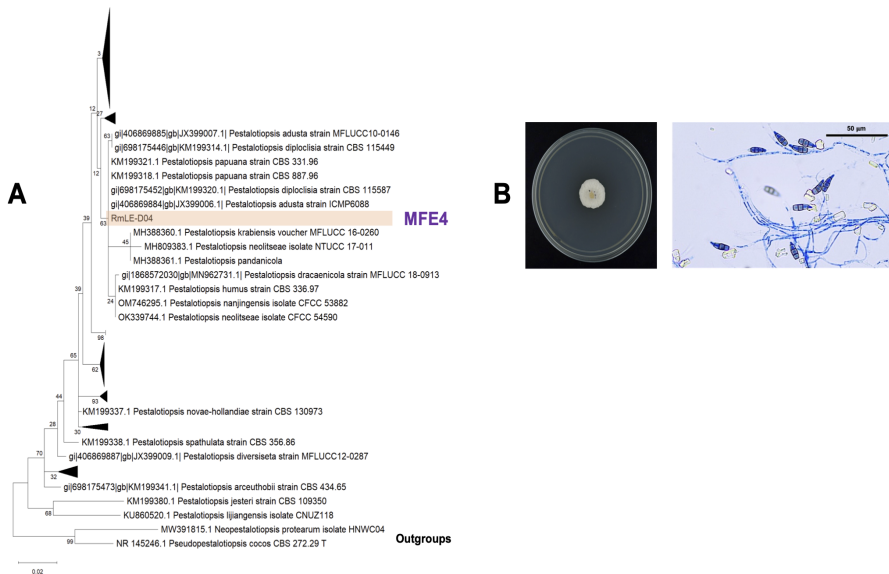 3
12
27
63
gi|406869885|gb|JX399007.1| Pestalotiopsis adusta strain MFLUCC10-0146
gi|698175446|gb|KM199314.1| Pestalotiopsis diploclisia strain CBS 115449
KM199321.1 Pestalotiopsis papuana strain CBS 331.96
12
KM199318.1 Pestalotiopsis papuana strain CBS 887.96
gi|698175452|gb|KM199320.1| Pestalotiopsis diploclisia strain CBS 115587
A
gi|406869884|gb|JX399006.1| Pestalotiopsis adusta strain ICMP6088
39
RmLE-D04
MFE4
63
MH388360.1 Pestalotiopsis krabiensis voucher MFLUCC 16-0260
45
MH809383.1 Pestalotiopsis neolitseae isolate NTUCC 17-011
MH388361.1 Pestalotiopsis pandanicola
gi|1868572030|gb|MN962731.1| Pestalotiopsis dracaenicola strain MFLUCC 18-0913
39
KM199317.1 Pestalotiopsis humus strain CBS 336.97
24
OM746295.1 Pestalotiopsis nanjingensis isolate CFCC 53882
OK339744.1 Pestalotiopsis neolitseae isolate CFCC 54590
98
65
62
44
93
KM199337.1 Pestalotiopsis novae-hollandiae strain CBS 130973
28
30
KM199338.1 Pestalotiopsis spathulata strain CBS 356.86
70
gi|406869887|gb|JX399009.1| Pestalotiopsis diversiseta strain MFLUCC12-0287
32
gi|698175473|gb|KM199341.1| Pestalotiopsis arceuthobii strain CBS 434.65
KM199380.1 Pestalotiopsis jesteri strain CBS 109350
68
KU860520.1 Pestalotiopsis lijiangensis isolate CNUZ118
MW391815.1 Neopestalotiopsis protearum isolate HNWC04
99
NR 145246.1 Pseudopestalotiopsis cocos CBS 272.29 T
Outgroups
0.02
B
50 µm